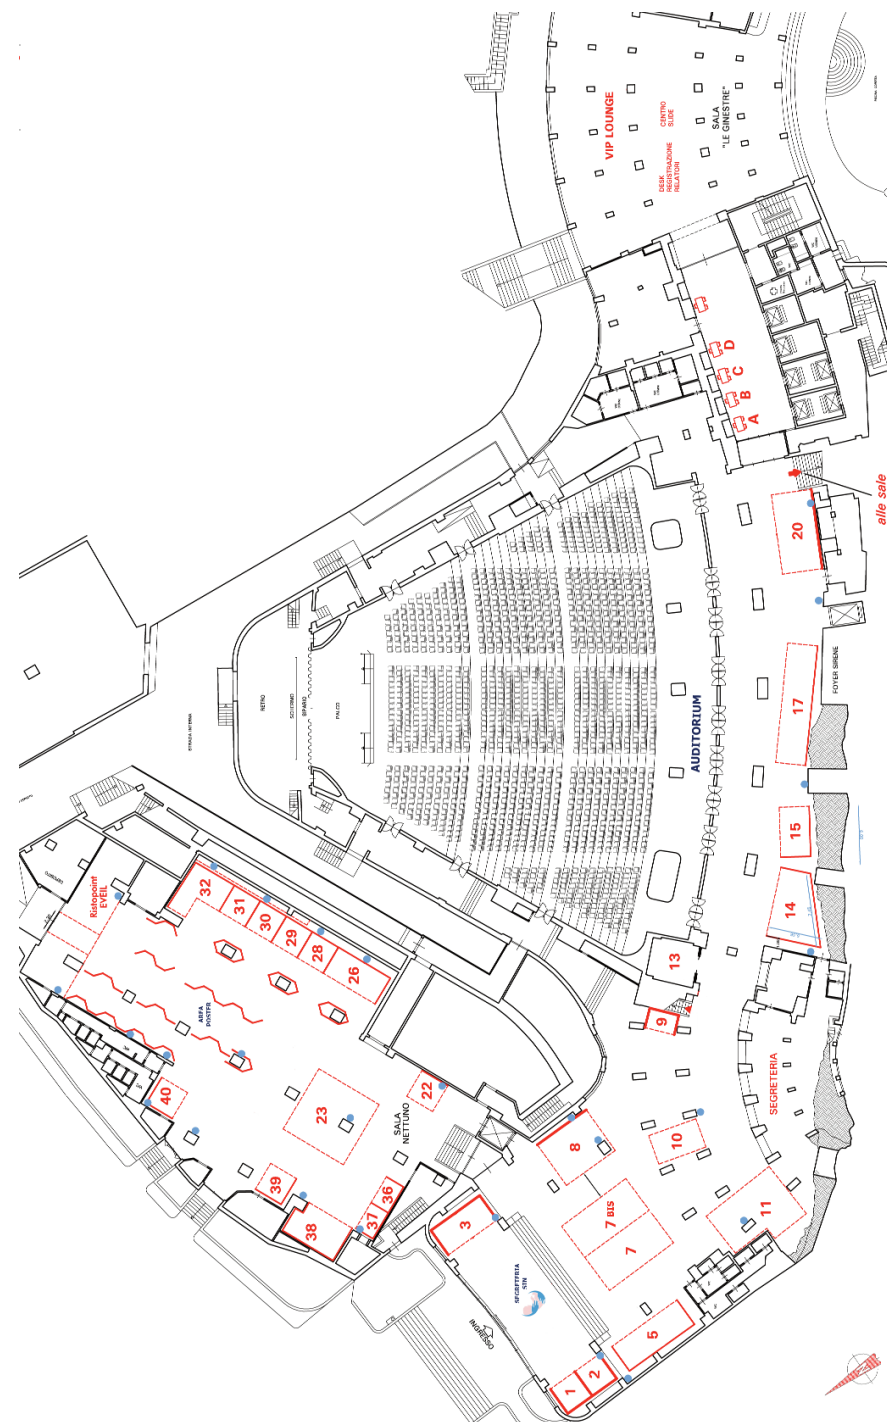 VIP LOUNGE
CENTRO
SLIDE
DESK
REGISTRAZIONE
RELATORI
SALA
"LE GINESTRE"
D
C
B
A
alle sale
20
FOYER SIRENE
17
15
14
AUDITORIUM
RETRO
SCHERMO
SIPARIO
PALCO
STRADA INTERNA
Ristopoint
EVEIL
32
31
30
29
28
26
AREA
POSTER
40
23
22
SALA
NETTUNO
39
38
37
36
13
9
SEGRETERIA
10
8
7 BIS
7
11
3
SEGRETERIA
SIN
INGRESSO
5
1
2